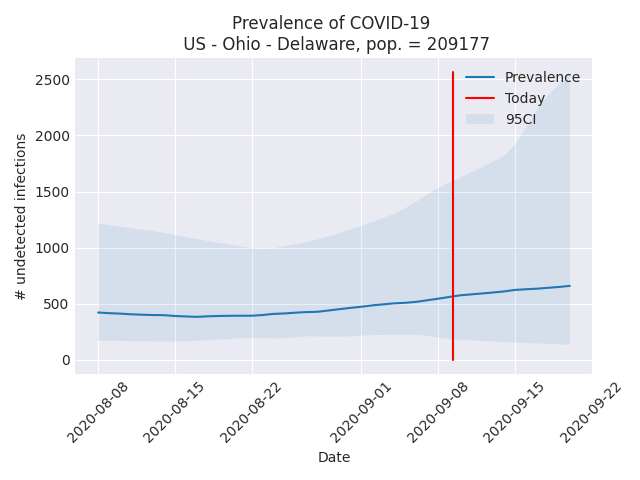 Prevalence of COVID-19
US - Ohio - Delaware, pop. = 209177
2500
2000
1500
1000
500
0
# undetected infections
Prevalence
Today
95CI
2020-08-08
2020-08-15
2020-08-22
2020-09-01
2020-09-08
2020-09-15
2020-09-22
Date